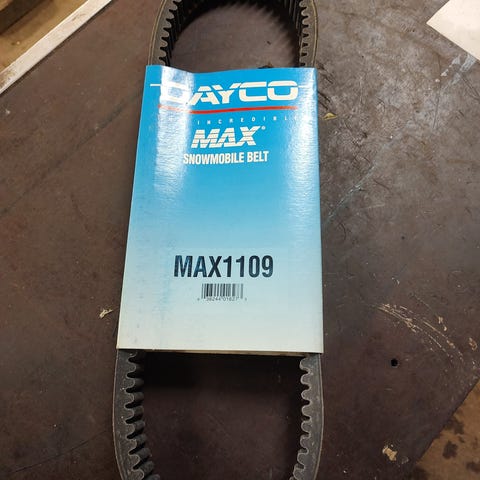 DAYCO
INCREDIBLE
MAX®
SNOWMOBILE BELT
MAX1109